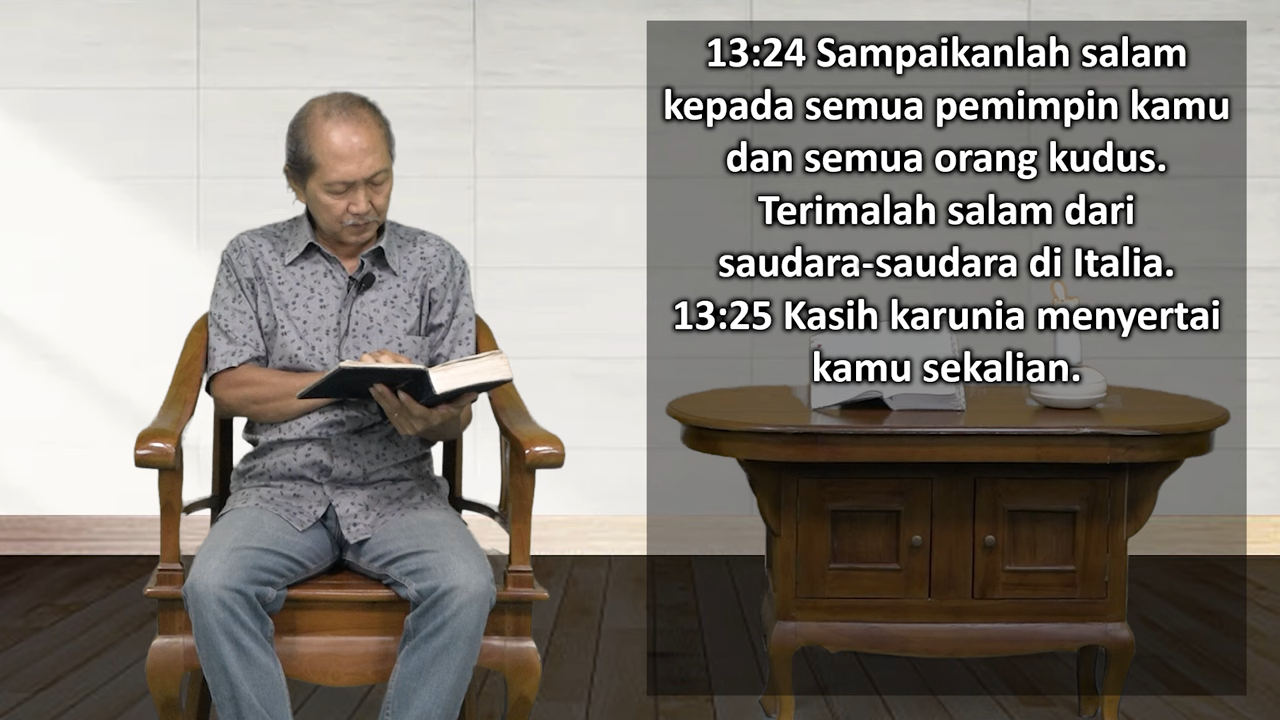 13:24 Sampaikanlah salam
kepada semua pemimpin kamu
dan semua orang kudus.
Terimalah salam dari
saudara-saudara di Italia.
13:25 Kasih karunia menyertai
kamu sekalian.